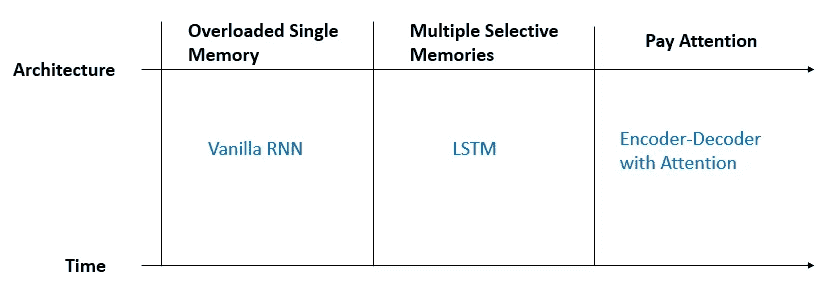 Overloaded Single
Memory
Multiple Selective
Memories
Pay Attention
Architecture
Vanilla RNN
LSTM
Encoder-Decoder
with Attention
Time